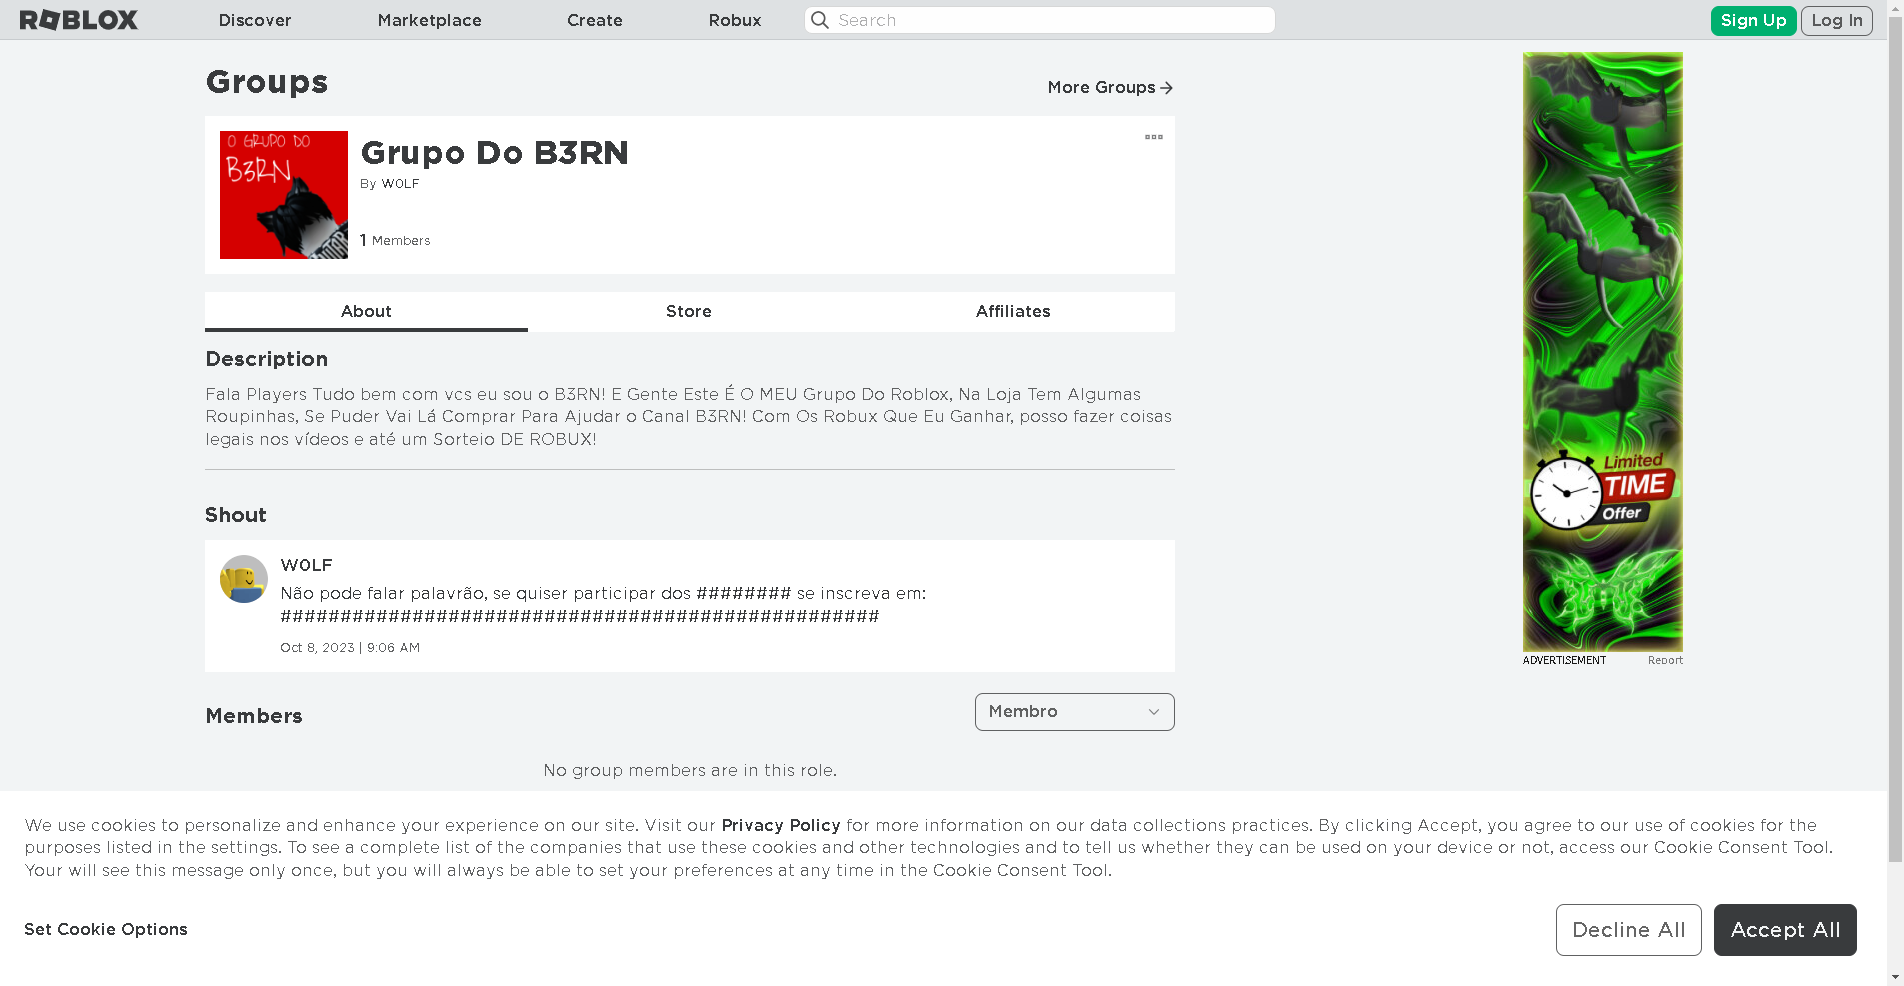 ROBLOX
Discover
Marketplace
Create
Robux
Search
Sign Up
Log In
Groups
More Groups
O GRUPO DO
B3RN
Grupo Do B3RN
By W0LF
1 Members
About
Store
Affiliates
Description
Fala Players Tudo bem com vcs eu sou o B3RN! E Gente Este É O MEU Grupo Do Roblox, Na Loja Tem Algumas
Roupinhas, Se Puder Vai Lá Comprar Para Ajudar o Canal B3RN! Com Os Robux Que Eu Ganhar, posso fazer coisas
legais nos vídeos e até um Sorteio DE ROBUX!
Shout
W0LF
Não pode falar palavrão, se quiser participar dos ######## se inscreva em:
##################################################
Oct 8, 2023 | 9:06 AM
Members
Membro
No group members are in this role.
Limited
TIME
Offer
ADVERTISEMENT
Report
We use cookies to personalize and enhance your experience on our site. Visit our Privacy Policy for more information on our data collections practices. By clicking Accept, you agree to our use of cookies for the
purposes listed in the settings. To see a complete list of the companies that use these cookies and other technologies and to tell us whether they can be used on your device or not, access our Cookie Consent Tool.
Your will see this message only once, but you will always be able to set your preferences at any time in the Cookie Consent Tool.
Set Cookie Options
Decline All
Accept All